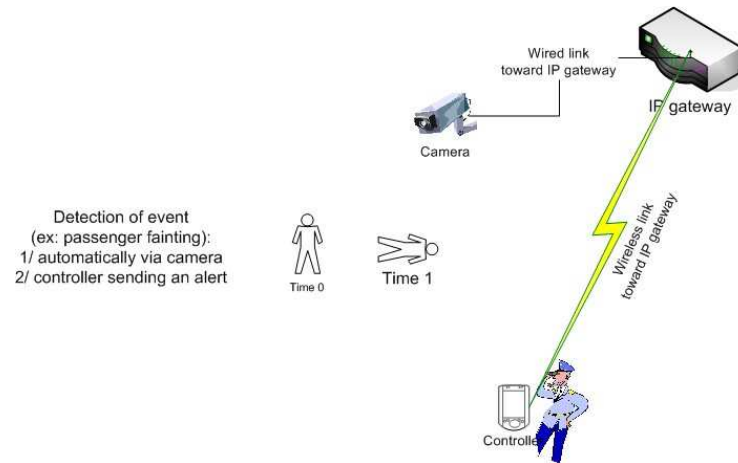 Wired link
toward IP gateway
IP gateway
Camera
Detection of event
(ex: passenger fainting):
1/ automatically via camera
2/ controller sending an alert
Time 0
Time 1
Wireless link
toward IP gateway
Controller